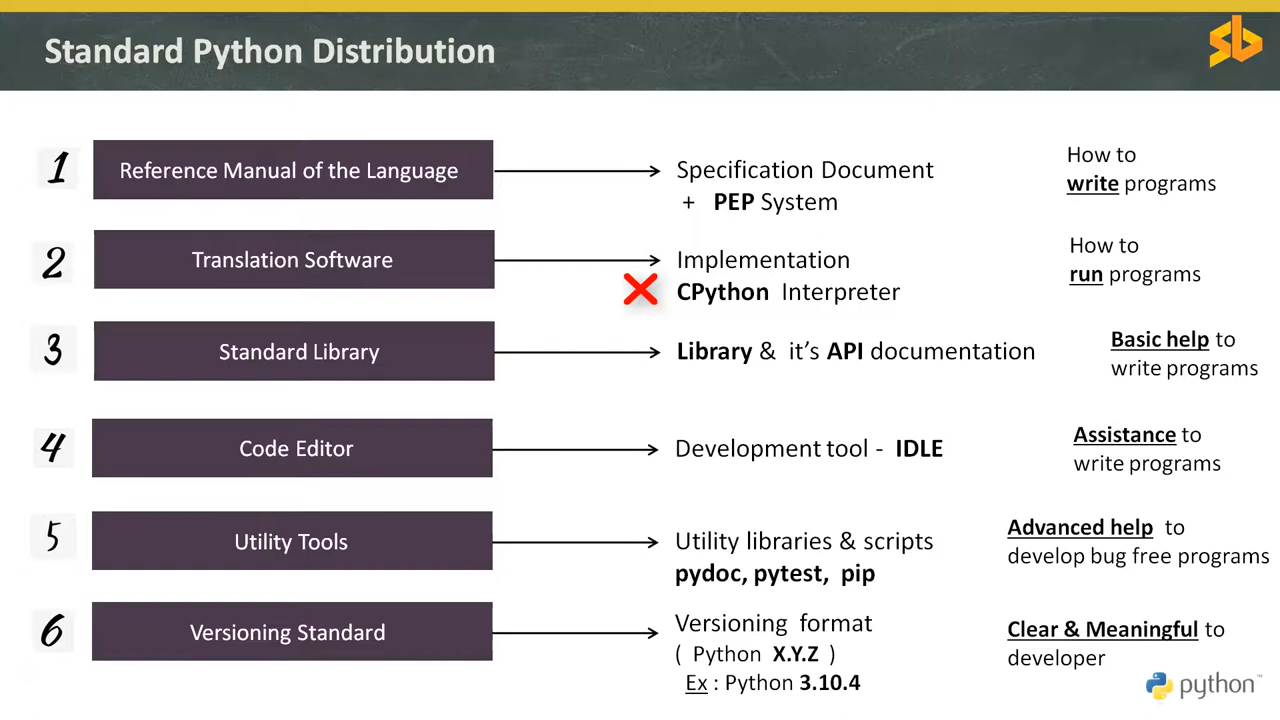 Standard Python Distribution
sb
1
Reference Manual of the Language
Specification Document
+ PEP System
How to
write programs
2
Translation Software
Implementation
CPython Interpreter
How to
run programs
3
Standard Library
Library & it's API documentation
Basic help to
write programs
4
Code Editor
Development tool - IDLE
Assistance to
write programs
5
Utility Tools
Utility libraries & scripts
pydoc, pytest, pip
Advanced help to
develop bug free programs
6
Versioning Standard
Versioning format
( Python X.Y.Z )
Ex : Python 3.10.4
Clear & Meaningful to
developer
python™